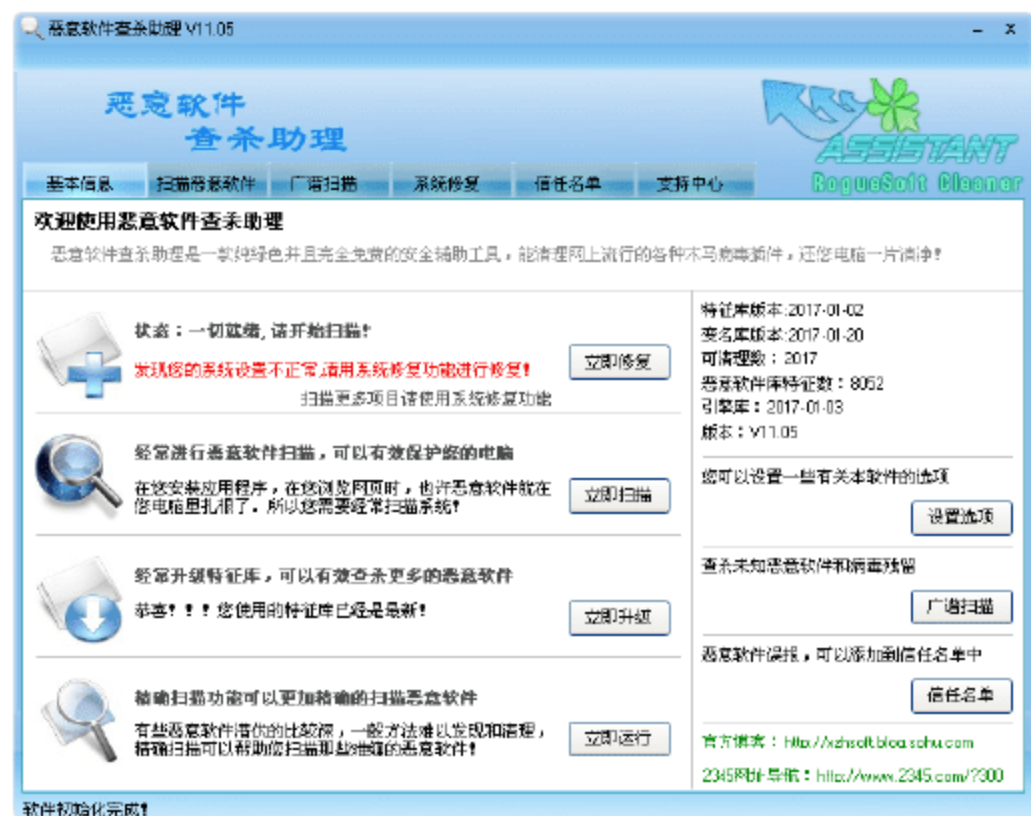 恶意软件查杀助理 V11.05
恶意软件
查杀助理
ASSISTANT
RogueSoft Cleaner
基本信息 扫描恶意软件 广谱扫描 系统修复 信任名单 支持中心
欢迎使用恶意软件查杀助理
恶意软件查杀助理是一款纯绿色并且完全免费的安全辅助工具，能清理网上流行的各种木马病毒插件，还您电脑一片清净！
状态：一切就绪,请开始扫描!
发现您的系统设置不正常,请用系统修复功能进行修复！
立即修复
扫描更多项目请使用系统修复功能
经常进行恶意软件扫描，可以有效保护您的电脑
在您安装应用程序，在您浏览网页时，也许恶意软件就在
您电脑里扎根了．所以您需要经常扫描系统！
立即扫描
经常升级特征库，可以有效查杀更多的恶意软件
恭喜！！！您使用的特征库已经是最新！
立即升级
精确扫描功能可以更加精确的扫描恶意软件
有些恶意软件潜伏的比较深，一般方法难以发现和清理，
精确扫描可以帮助您扫描那些难缠的恶意软件！
立即运行
特征库版本:2017-01-02
变名库版本:2017-01-20
可清理数：2017
恶意软件库特征数：8052
引擎库：2017-01-03
版本：V11.05
您可以设置一些有关本软件的选项
设置选项
查杀未知恶意软件和病毒残留
广谱扫描
恶意软件误报，可以添加到信任名单中
信任名单
官方博客：http://xzhsoft.blog.sohu.com
2345网址导航：http://www.2345.com/?300
软件初始化完成！